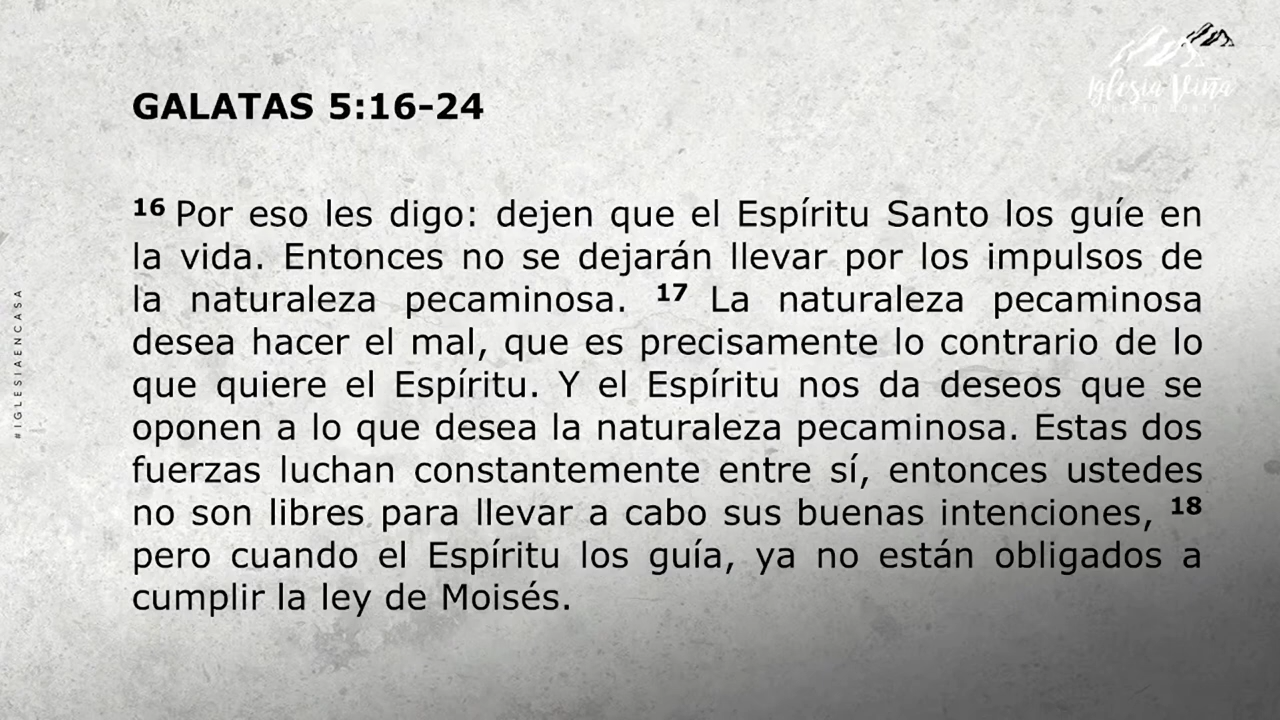 GALATAS 5:16-24
16 Por eso les digo: dejen que el Espíritu Santo los guíe en
la vida. Entonces no se dejarán llevar por los impulsos de
la naturaleza pecaminosa. 17 La naturaleza pecaminosa
desea hacer el mal, que es precisamente lo contrario de lo
que quiere el Espíritu. Y el Espíritu nos da deseos que se
oponen a lo que desea la naturaleza pecaminosa. Estas dos
fuerzas luchan constantemente entre sí, entonces ustedes
no son libres para llevar a cabo sus buenas intenciones, 18
pero cuando el Espíritu los guía, ya no están obligados a
cumplir la ley de Moisés.
Iglesia Viña
#IGLESIAENCASA